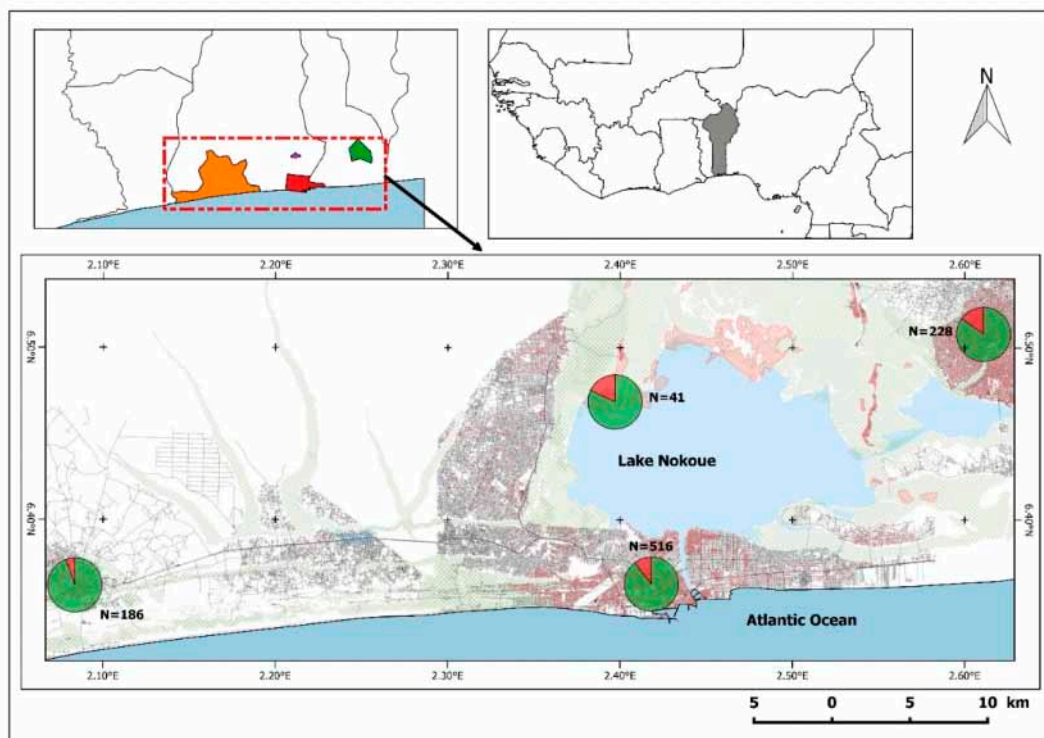 N
2.10°E 2.20°E 2.30°E 2.40°E 2.50°E 2.60°E
6.50°N 6.50°N
N=228
N=41
Lake Nokoue
6.40°N 6.40°N
N=516
N=186
Atlantic Ocean
2.10°E 2.20°E 2.30°E 2.40°E 2.50°E 2.60°E
5 0 5 10 km